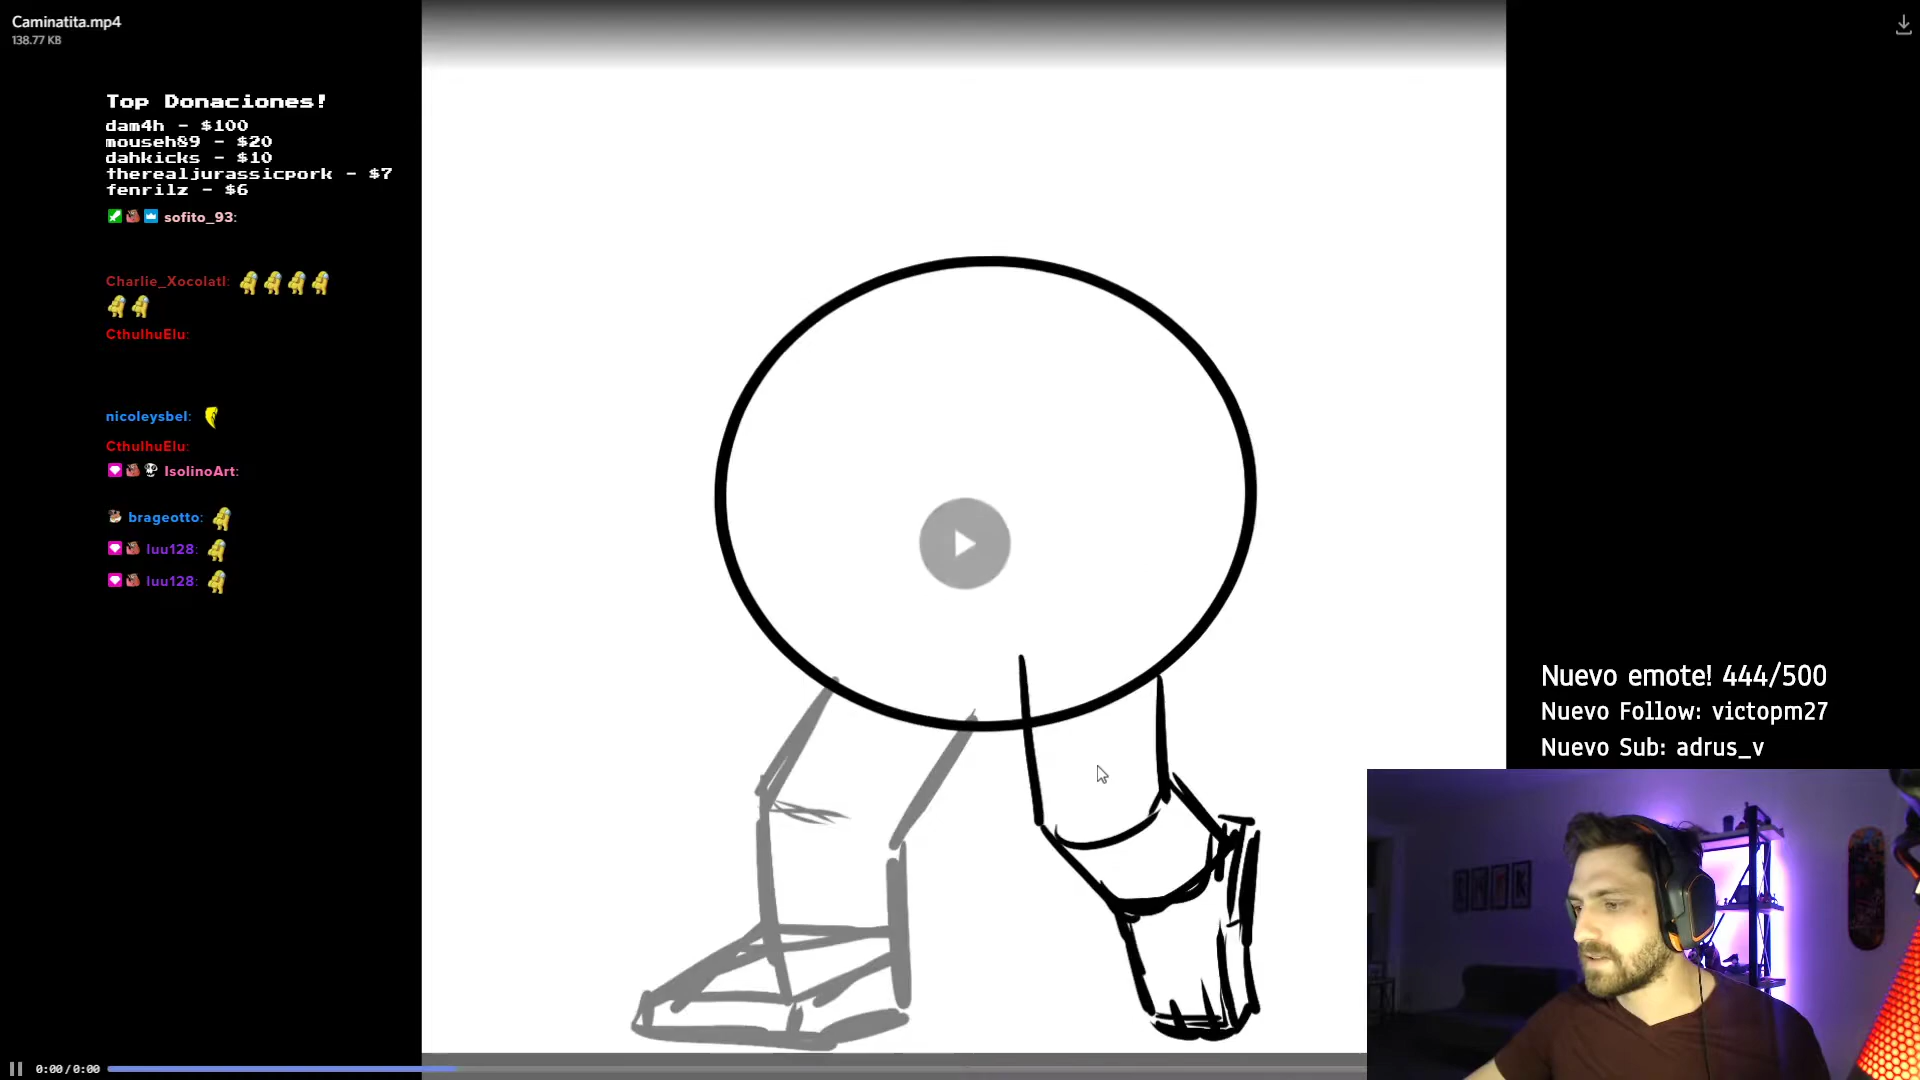 Caminatita.mp4
138.77 KB
Top Donaciones!
dam4h - $100
mouseh89 - $20
dahkicks - $10
therealjurassicpork - $7
fenrilz - $6
sofito_93:
Charlie_Xocolatl:
CthulhuElu:
nicoleysbel:
CthulhuElu:
IsolinoArt:
brageotto:
luu128:
luu128:
Nuevo emote! 444/500
Nuevo Follow: victopm27
Nuevo Sub: adrus_v
0:00/0:00